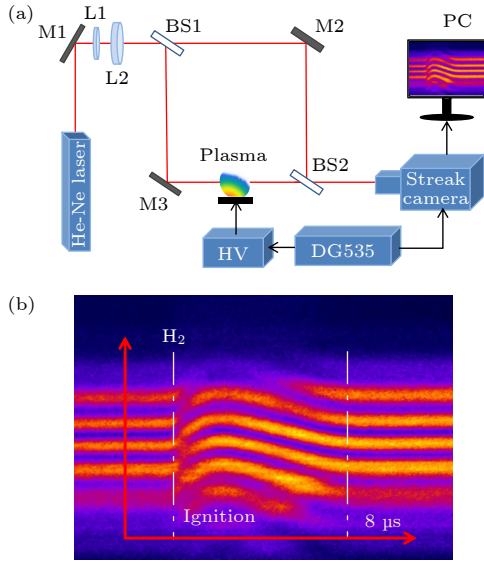 (a)
M1
L1
L2
BS1
M2
PC
He-Ne laser
M3
Plasma
BS2
Streak
camera
HV
DG535
(b)
H2
Ignition
8 µs